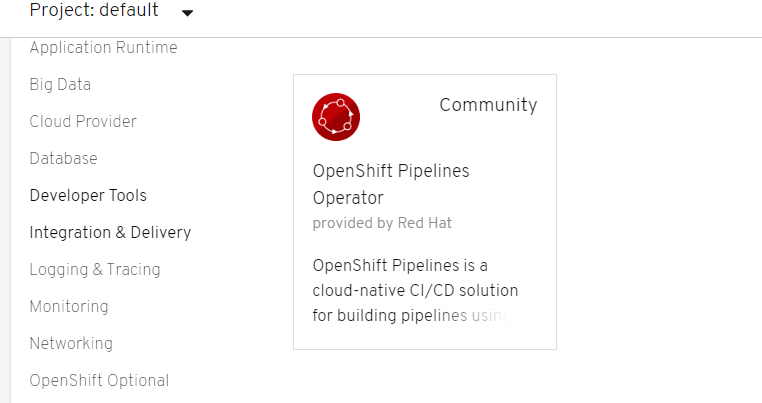 Project: default
Application Runtime
Big Data
Cloud Provider
Database
Developer Tools
Integration & Delivery
Logging & Tracing
Monitoring
Networking
OpenShift Optional
Community
OpenShift Pipelines
Operator
provided by Red Hat
OpenShift Pipelines is a
cloud-native CI/CD solution
for building pipelines using